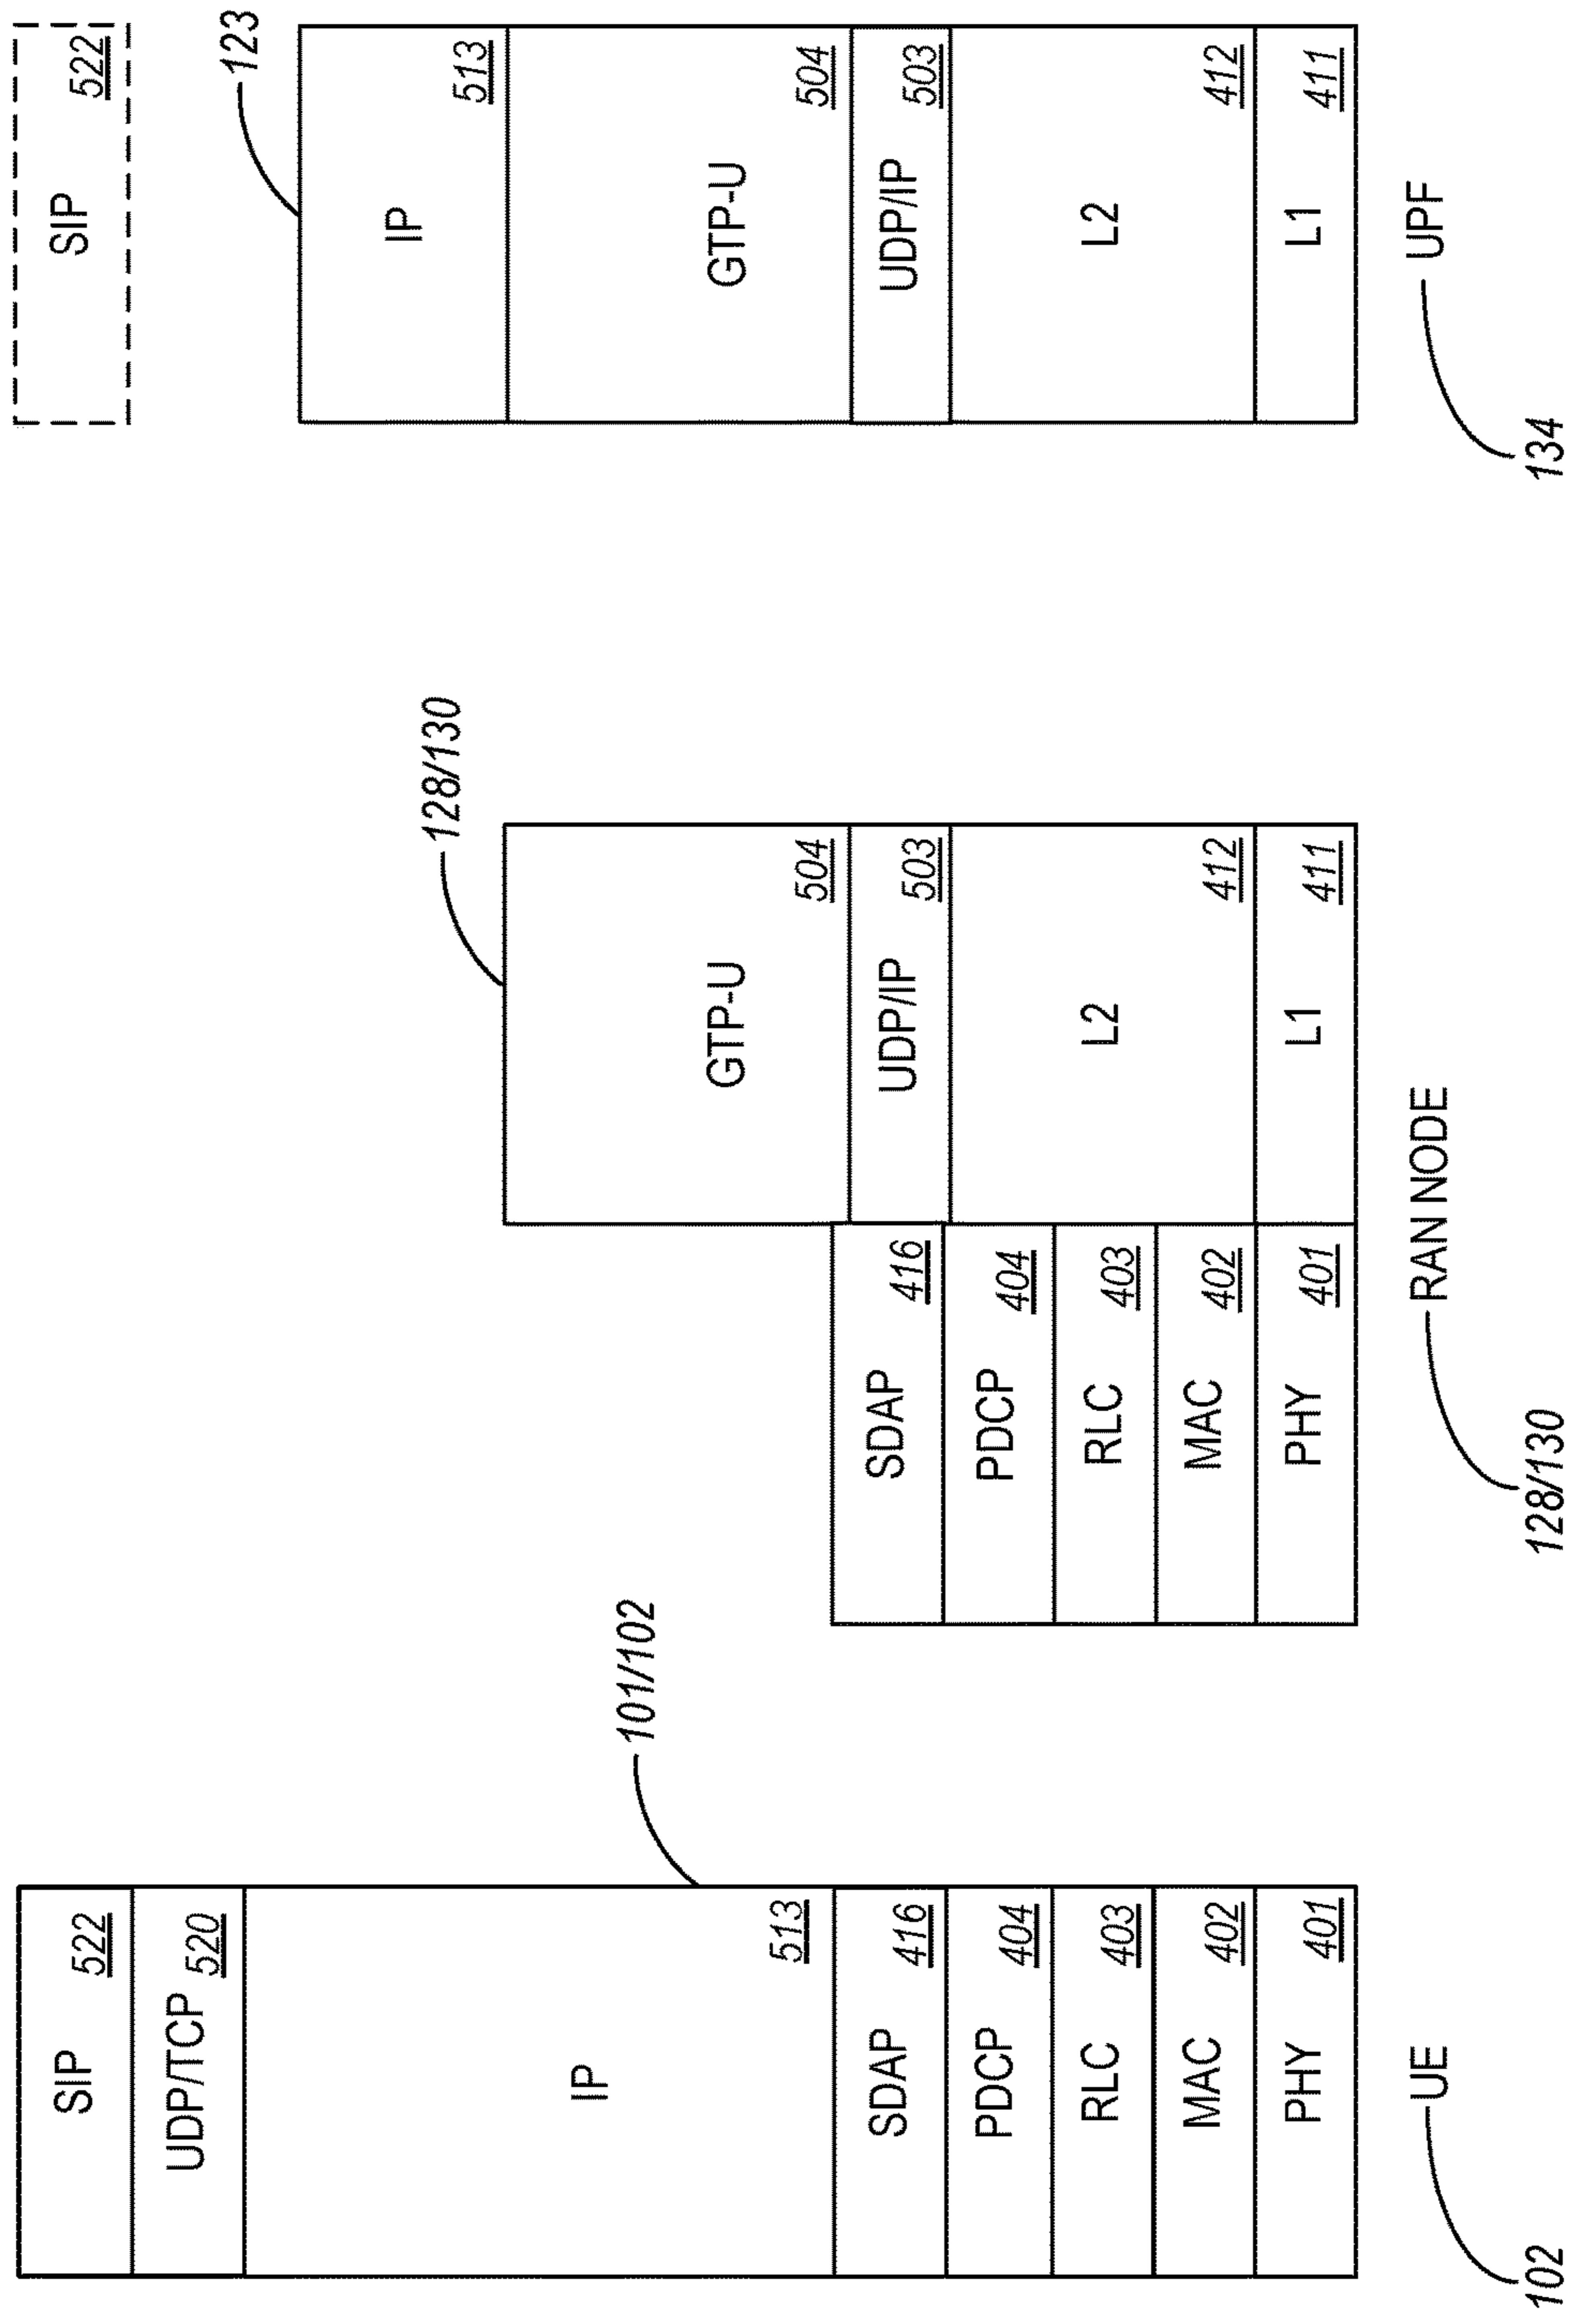 SIP 522
UDP/TCP 520
IP 513
SDAP 416
PDCP 404
RLC 403
MAC 402
PHY 401
101/102
UE
102
SDAP 416
PDCP 404
RLC 403
MAC 402
PHY 401
GTP-U 504
UDP/IP 503
L2 412
L1 411
128/130
RAN NODE
128/130
SIP 522
123
IP 513
GTP-U 504
UDP/IP 503
L2 412
L1 411
UPF
134